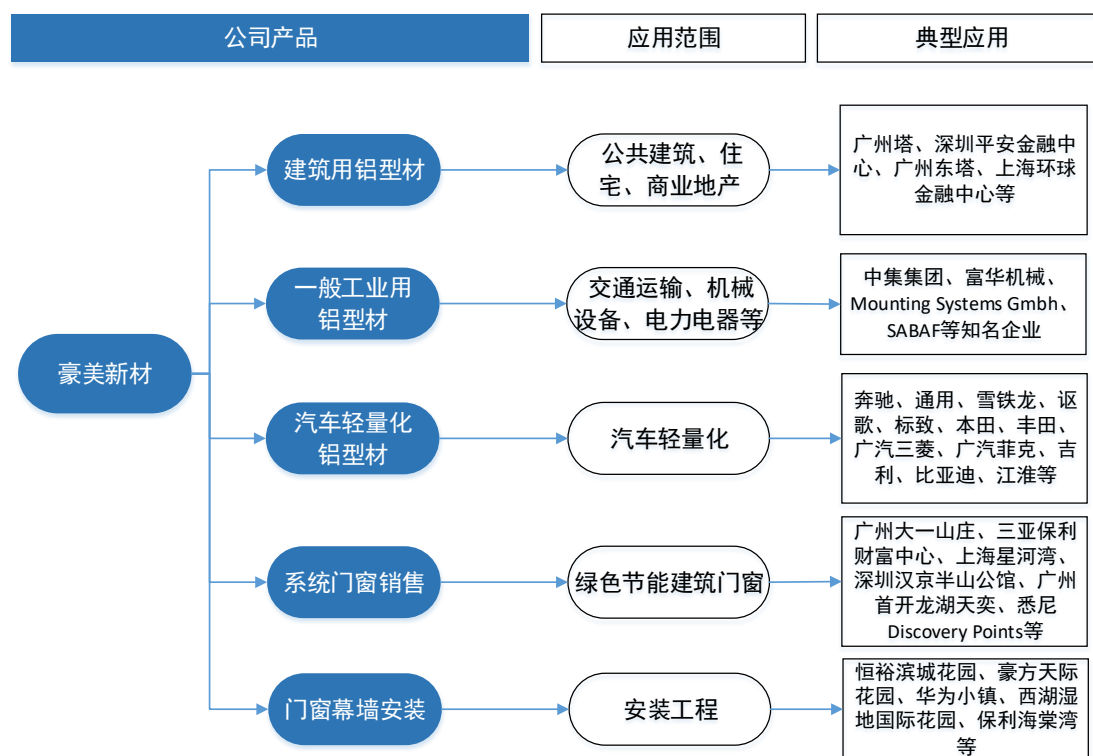 公司产品
应用范围
典型应用
豪美新材
建筑用铝型材
公共建筑、住
宅、商业地产
广州塔、深圳平安金融中
心、广州东塔、上海环球
金融中心等
一般工业用
铝型材
交通运输、机械
设备、电力电器等
中集集团、富华机械、
Mounting Systems Gmbh、
SABAF等知名企业
汽车轻量化
铝型材
汽车轻量化
奔驰、通用、雪铁龙、讴
歌、标致、本田、丰田、
广汽三菱、广汽菲克、吉
利、比亚迪、江淮等
系统门窗销售
绿色节能建筑门窗
广州大一山庄、三亚保利
财富中心、上海星河湾、
深圳汉京半山公馆、广州
首开龙湖天奕、悉尼
Discovery Points等
门窗幕墙安装
安装工程
恒裕滨城花园、豪方天际
花园、华为小镇、西湖湿
地国际花园、保利海棠湾
等